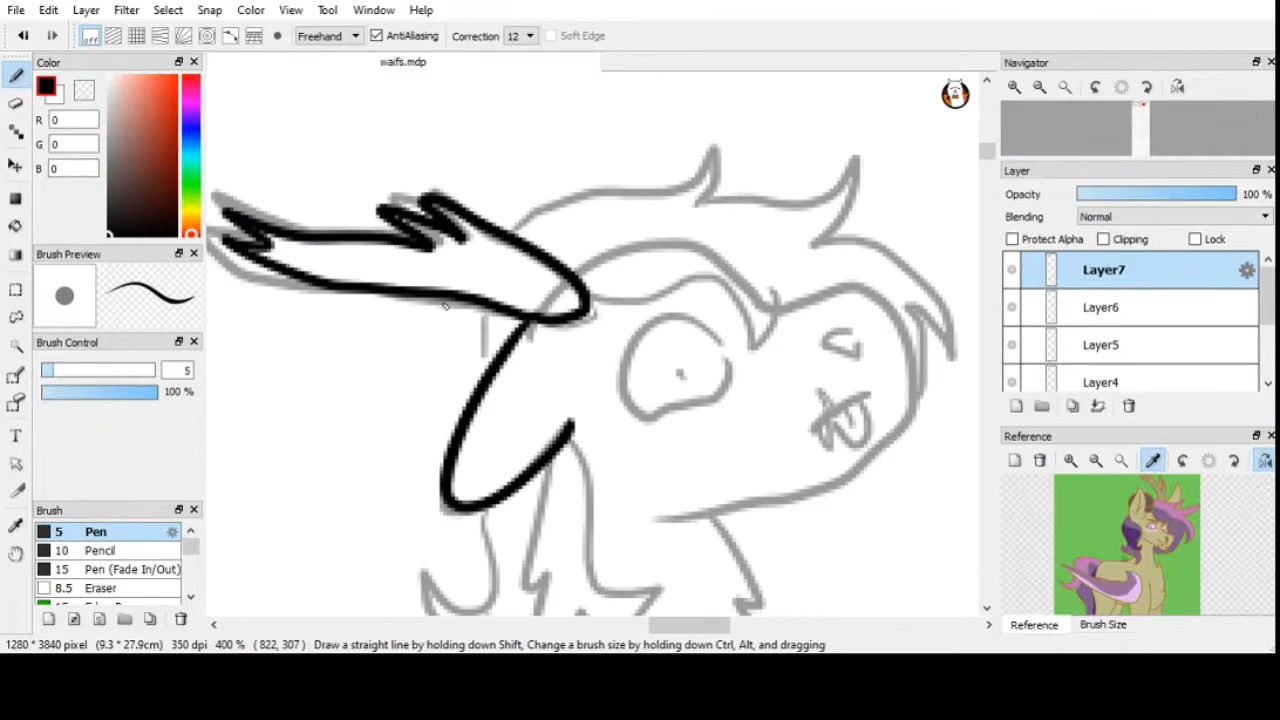 File Edit Layer Filter Select Snap Color View Tool Window Help
off Freehand AntiAliasing Correction 12 Soft Edge
Color
waifs.mdp
Navigator
R 0
G 0
B 0
Layer
Opacity 100 %
Blending Normal
Protect Alpha Clipping Lock
Brush Preview
Layer7
Layer6
Layer5
Layer4
Brush Control
5
100 %
Reference
Brush
5 Pen
10 Pencil
15 Pen (Fade In/Out)
8.5 Eraser
Reference Brush Size
1280 * 3840 pixel (9.3 * 27.9cm) 350 dpi 400 % ( 822, 307 ) Draw a straight line by holding down Shift, Change a brush size by holding down Ctrl, Alt, and dragging